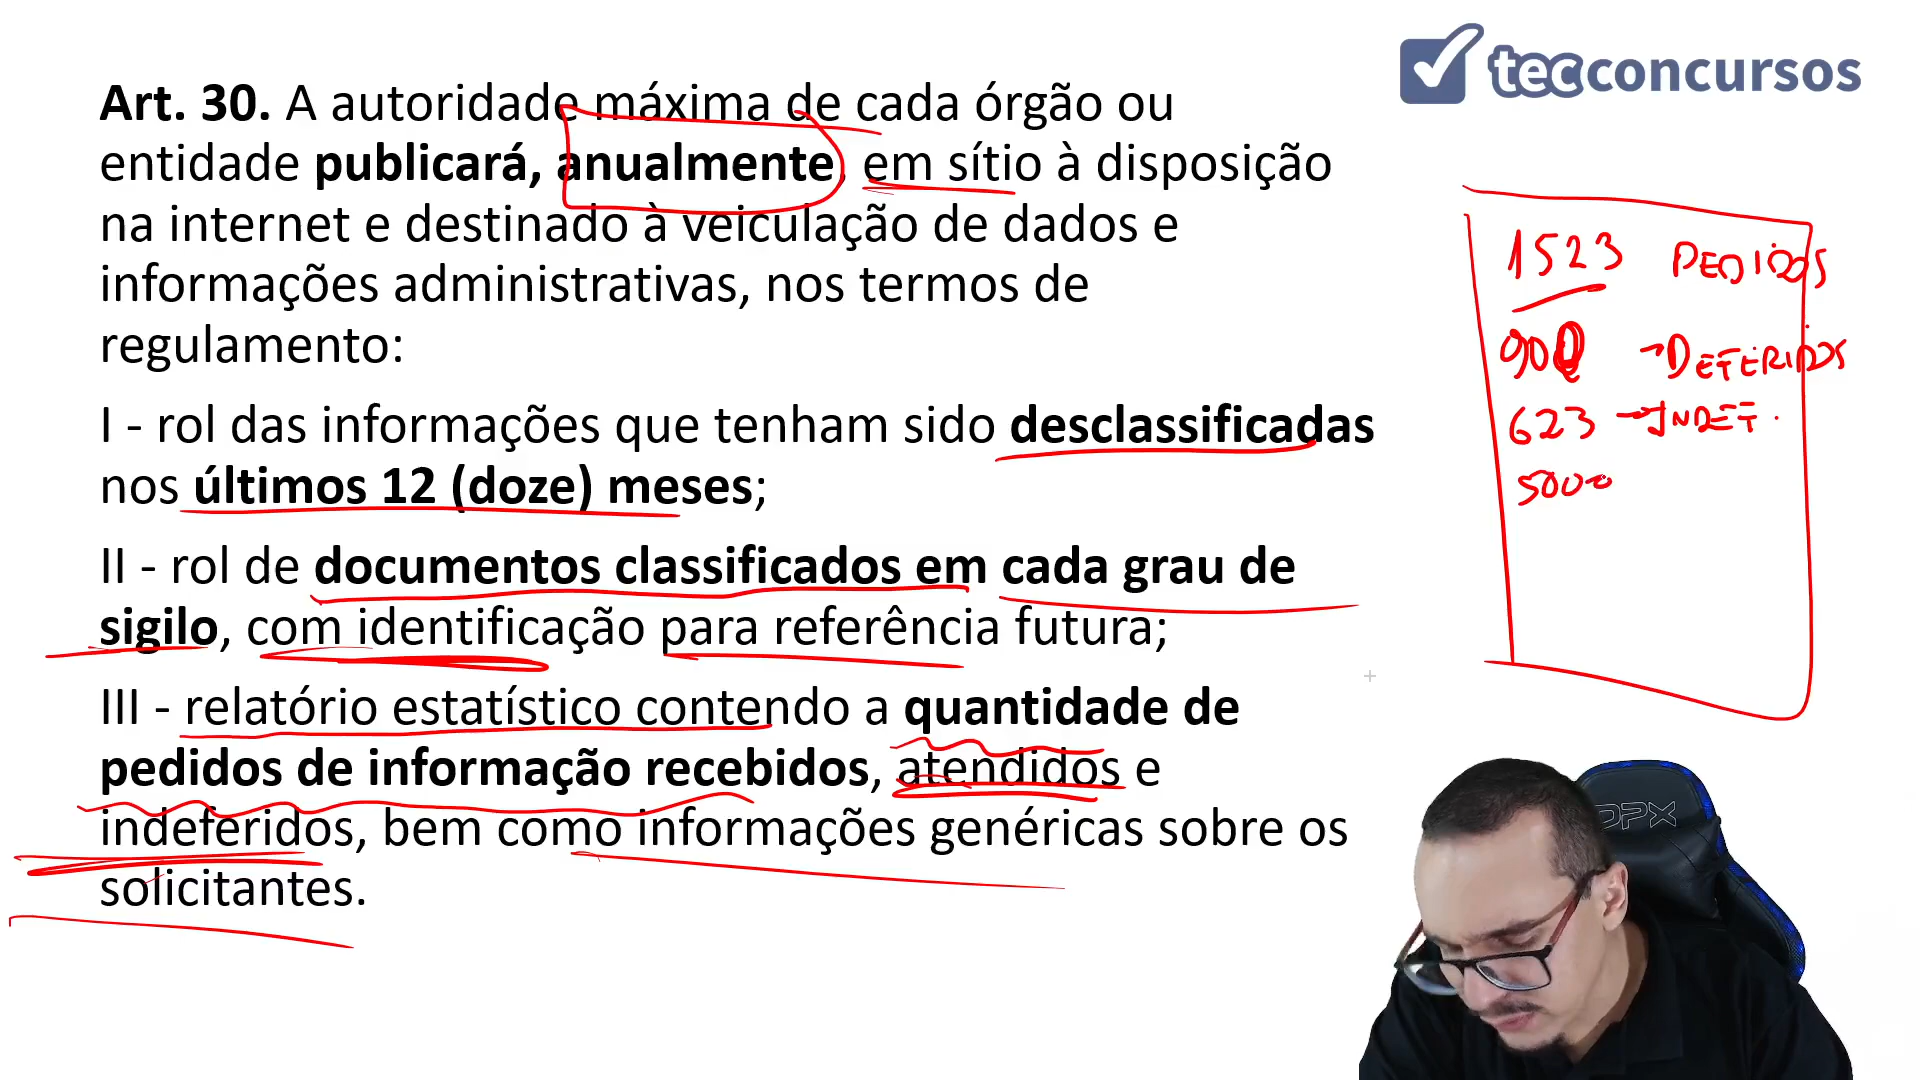 tecconcursos
Art. 30. A autoridade máxima de cada órgão ou
entidade publicará, anualmente, em sítio à disposição
na internet e destinado à veiculação de dados e
informações administrativas, nos termos de
regulamento:
I - rol das informações que tenham sido desclassificadas
nos últimos 12 (doze) meses;
II - rol de documentos classificados em cada grau de
sigilo, com identificação para referência futura;
III - relatório estatístico contendo a quantidade de
pedidos de informação recebidos, atendidos e
indeferidos, bem como informações genéricas sobre os
solicitantes.
1523 PEDIDOS
900 → DEFERIDOS
623 → INDEF.
5000
DPX